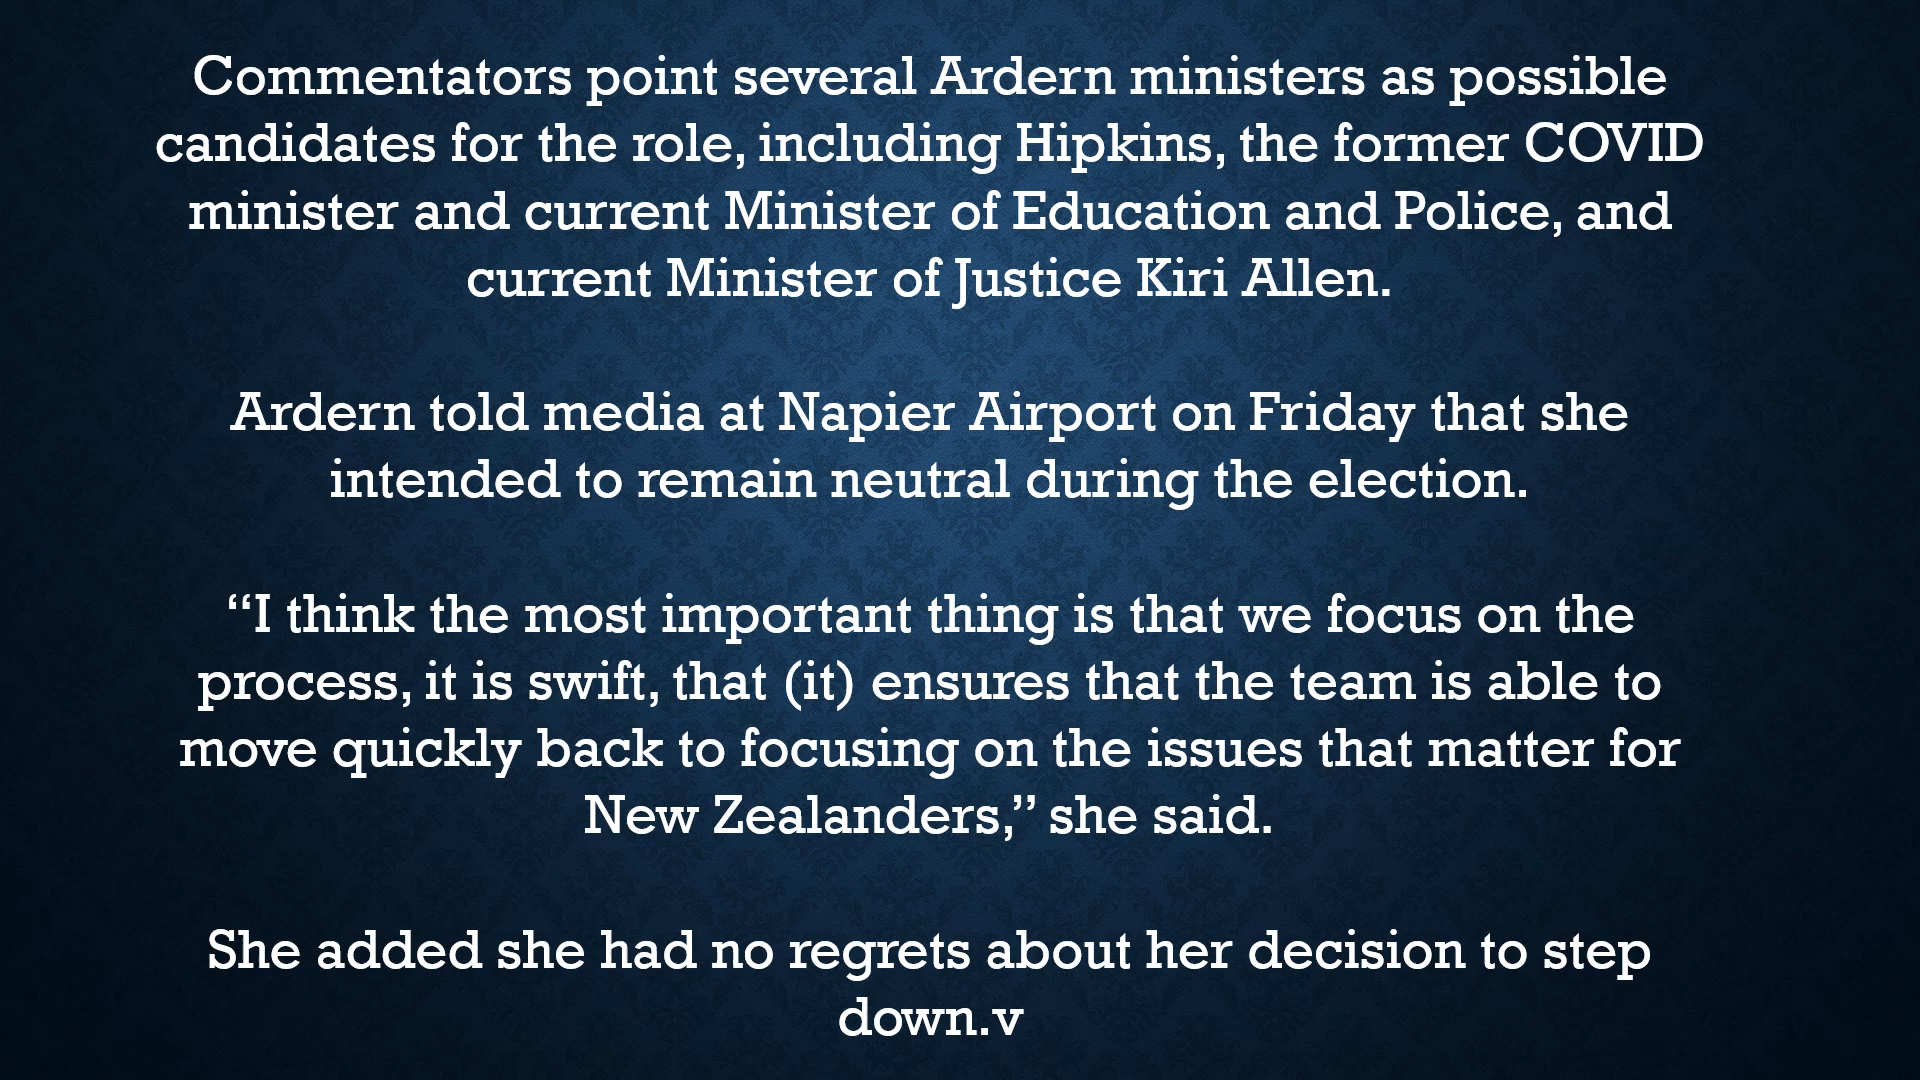 Commentators point several Ardern ministers as possible
candidates for the role, including Hipkins, the former COVID
minister and current Minister of Education and Police, and
current Minister of Justice Kiri Allen.
Ardern told media at Napier Airport on Friday that she
intended to remain neutral during the election.
“I think the most important thing is that we focus on the
process, it is swift, that (it) ensures that the team is able to
move quickly back to focusing on the issues that matter for
New Zealanders,” she said.
She added she had no regrets about her decision to step
down.v